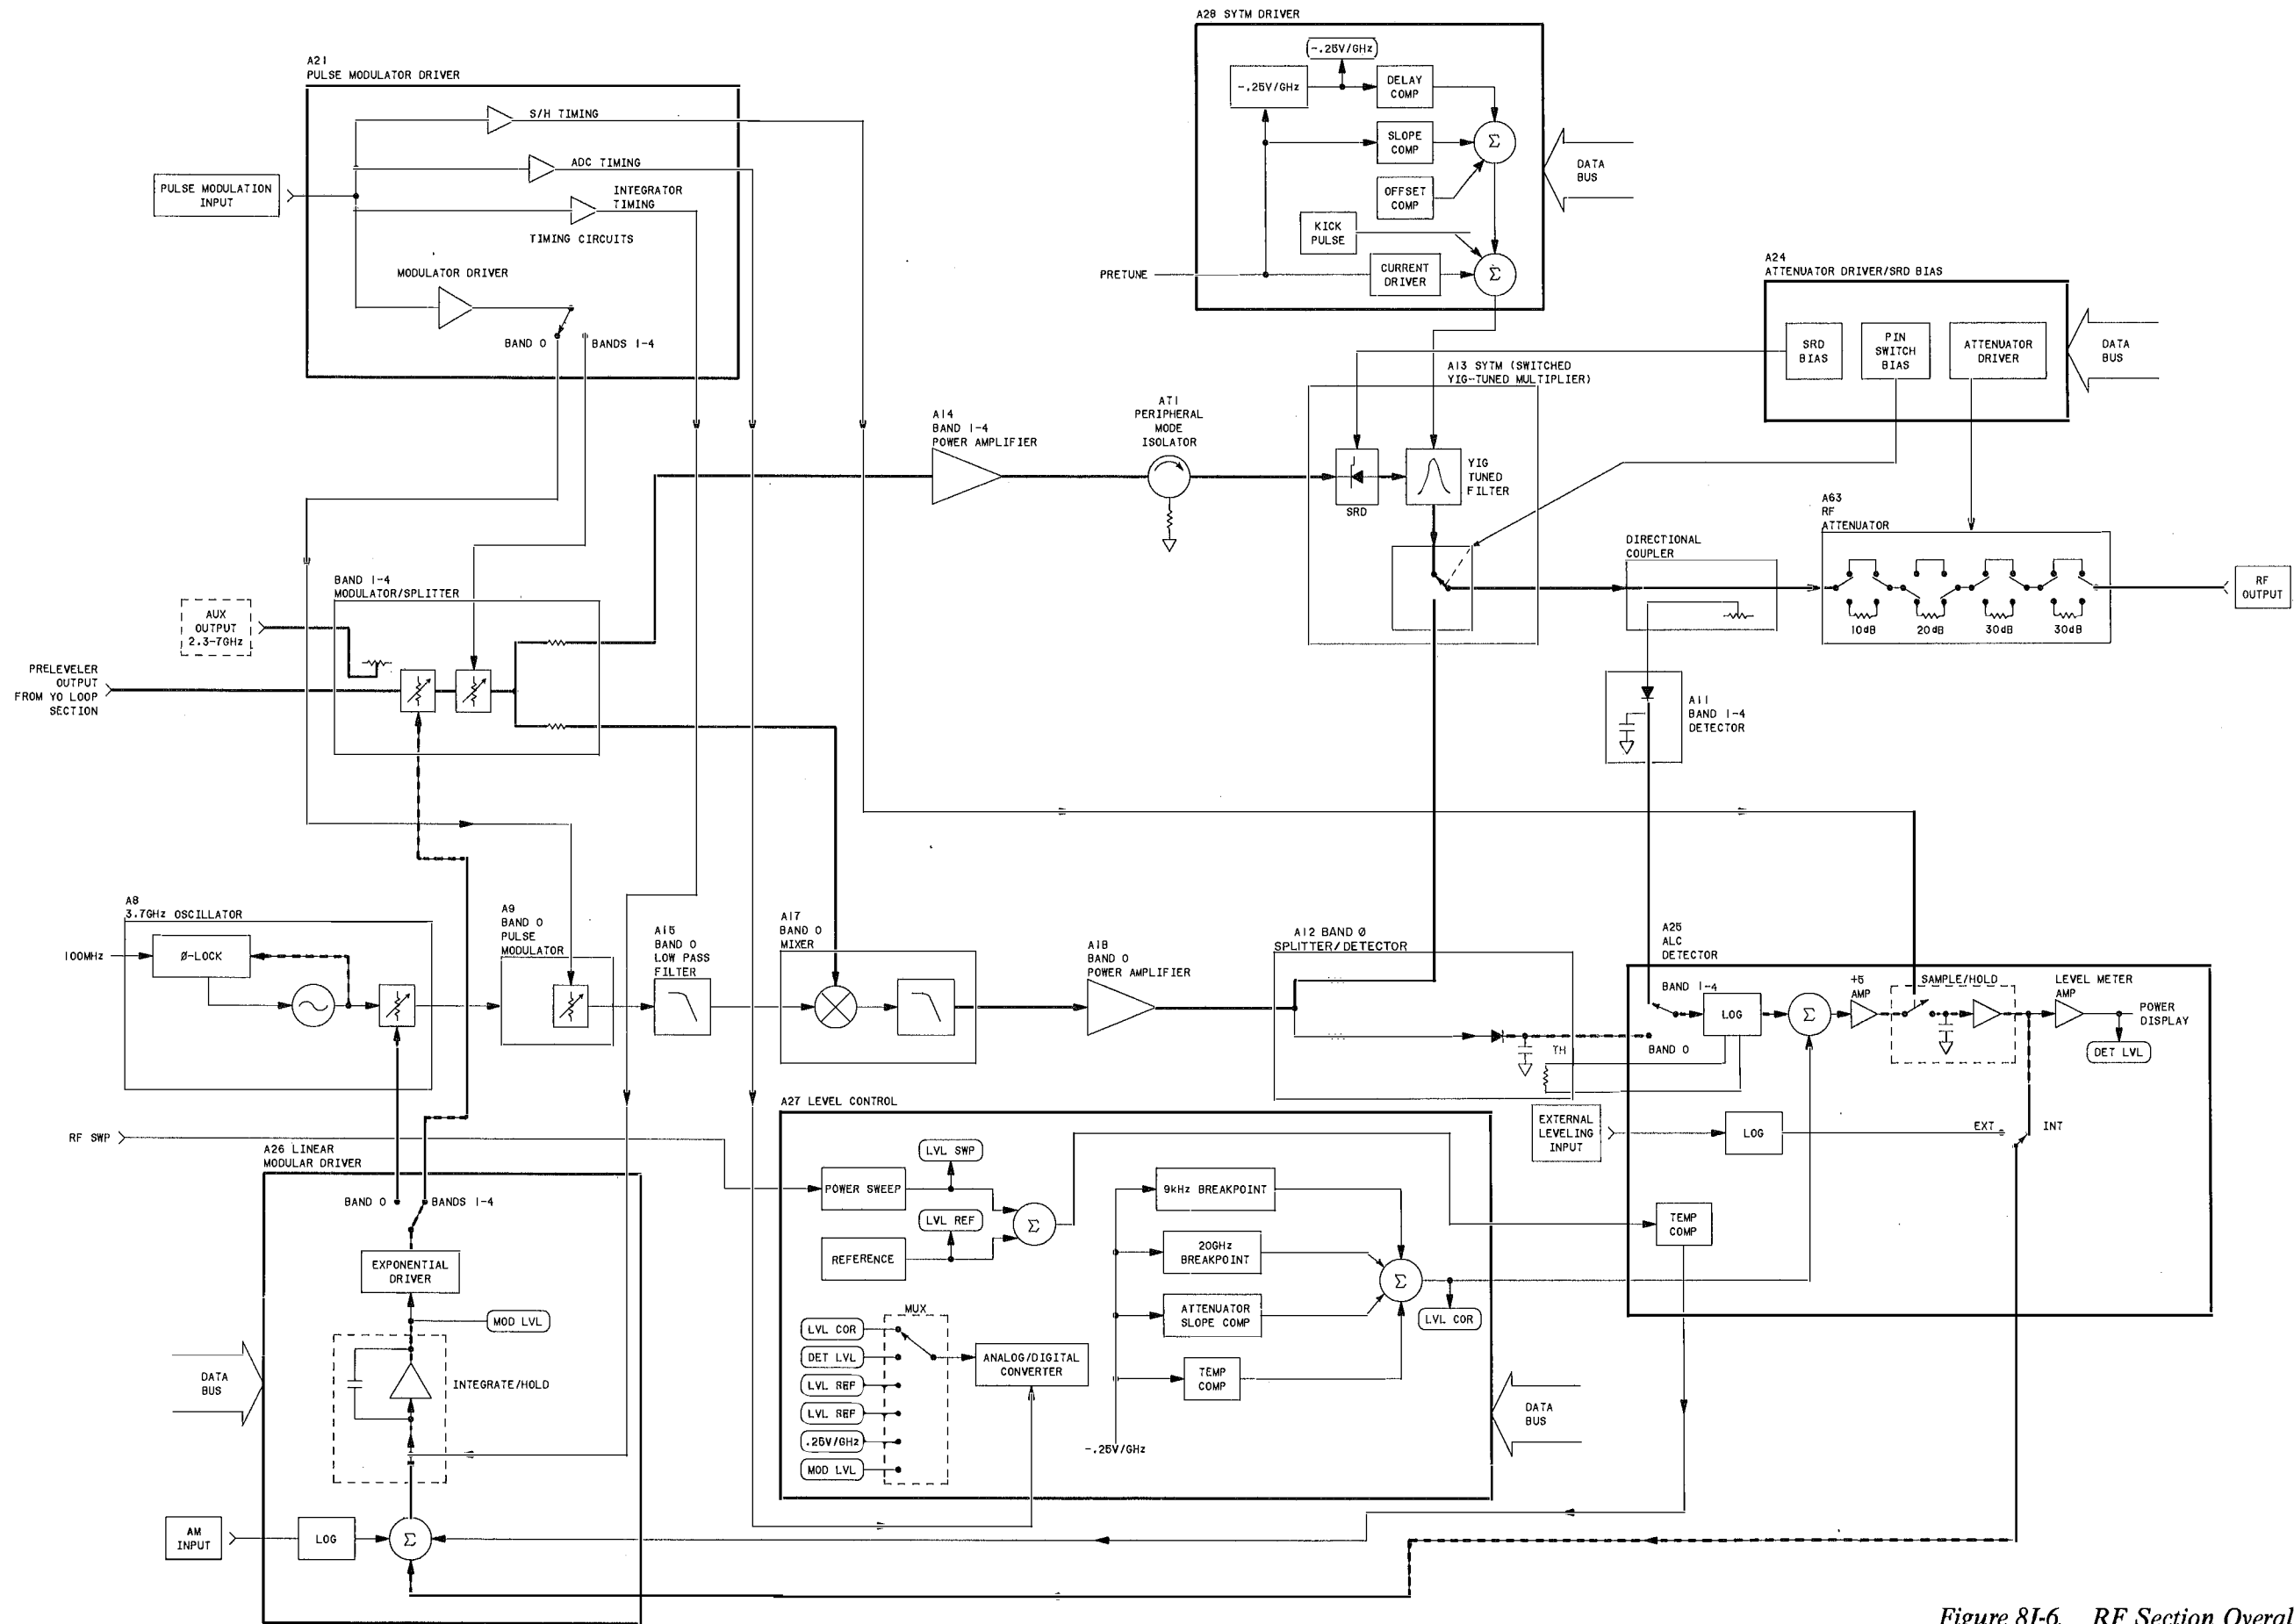 A28 SYTM DRIVER
(-.25V/GHz)
-.25V/GHz
DELAY
COMP
SLOPE
COMP
OFFSET
COMP
KICK
PULSE
CURRENT
DRIVER
Σ
Σ
PRETUNE
DATA
BUS
A21
PULSE MODULATOR DRIVER
S/H TIMING
ADC TIMING
INTEGRATOR
TIMING
TIMING CIRCUITS
MODULATOR DRIVER
BAND 0
BANDS 1-4
PULSE MODULATION
INPUT
A24
ATTENUATOR DRIVER/SRD BIAS
SRD
BIAS
PIN
SWITCH
BIAS
ATTENUATOR
DRIVER
DATA
BUS
A13 SYTM (SWITCHED
YIG-TUNED MULTIPLIER)
SRD
YIG
TUNED
FILTER
A14
BAND 1-4
POWER AMPLIFIER
AT1
PERIPHERAL
MODE
ISOLATOR
DIRECTIONAL
COUPLER
A63
RF
ATTENUATOR
10dB
20dB
30dB
30dB
RF
OUTPUT
BAND 1-4
MODULATOR/SPLITTER
AUX
OUTPUT
2.3-7GHz
PRELEVELER
OUTPUT
FROM YO LOOP
SECTION
A11
BAND 1-4
DETECTOR
A8
3.7GHz OSCILLATOR
100MHz
Ø-LOCK
A9
BAND 0
PULSE
MODULATOR
A15
BAND 0
LOW PASS
FILTER
A17
BAND 0
MIXER
A18
BAND 0
POWER AMPLIFIER
A12 BAND Ø
SPLITTER/DETECTOR
TH
A25
ALC
DETECTOR
BAND 1-4
BAND 0
LOG
Σ
+5
AMP
SAMPLE/HOLD
LEVEL METER
AMP
POWER
DISPLAY
DET LVL
EXTERNAL
LEVELING
INPUT
LOG
EXT
INT
TEMP
COMP
RF SWP
A26 LINEAR
MODULAR DRIVER
BAND 0
BANDS 1-4
EXPONENTIAL
DRIVER
MOD LVL
INTEGRATE/HOLD
DATA
BUS
AM
INPUT
LOG
Σ
A27 LEVEL CONTROL
POWER SWEEP
LVL SWP
LVL REF
REFERENCE
Σ
MUX
LVL COR
DET LVL
LVL REF
LVL REF
.25V/GHz
MOD LVL
ANALOG/DIGITAL
CONVERTER
9kHz BREAKPOINT
20GHz
BREAKPOINT
ATTENUATOR
SLOPE COMP
TEMP
COMP
-.25V/GHz
Σ
LVL COR
DATA
BUS
Figure 8I-6. RF Section Overal